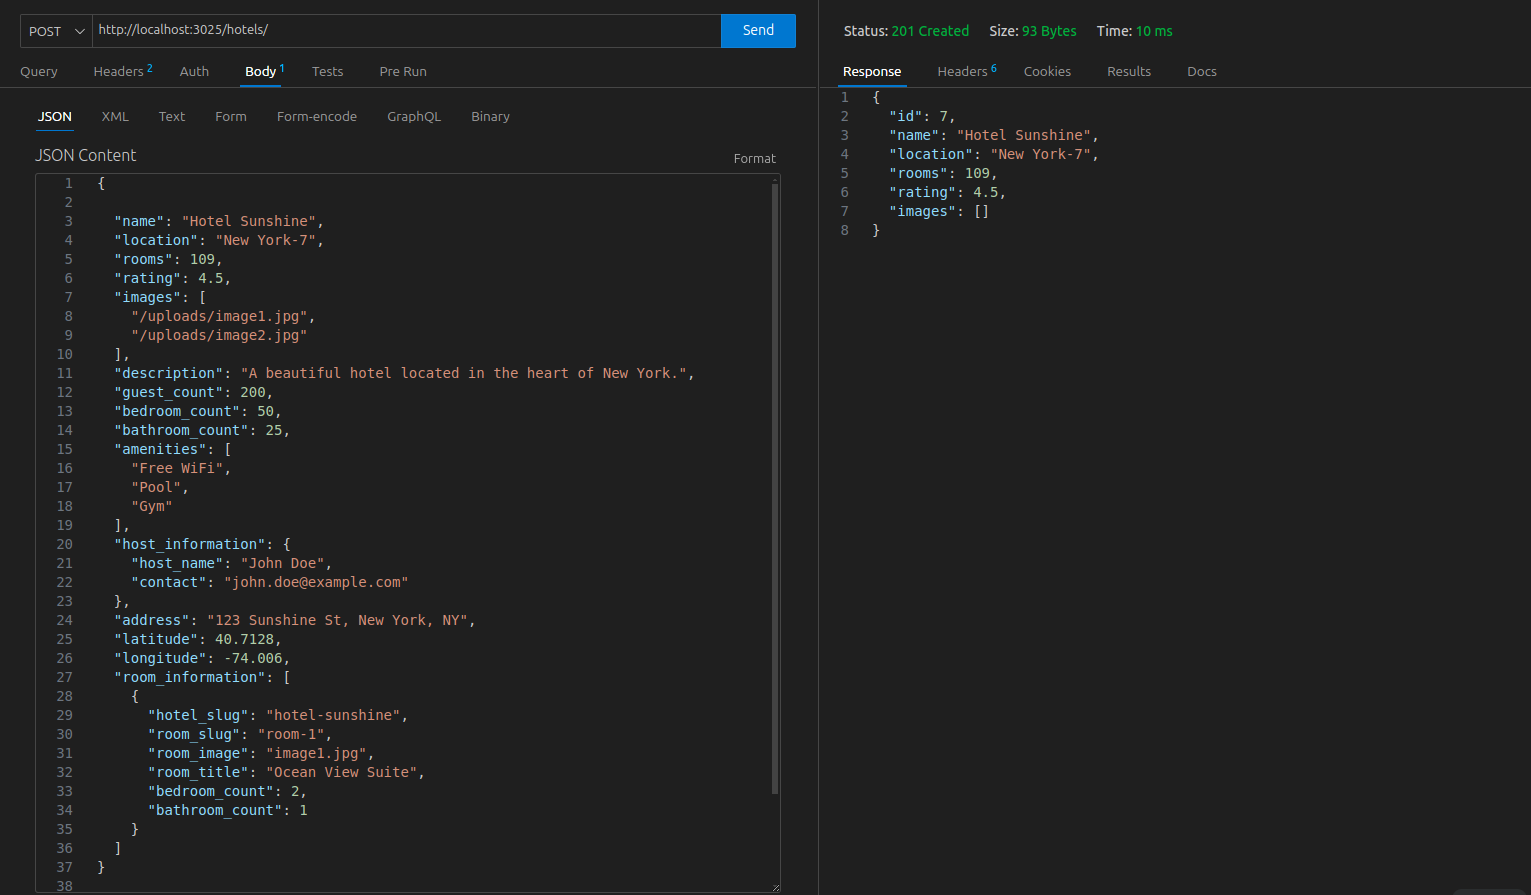 POST http://localhost:3025/hotels/ Send
Query Headers 2 Auth Body 1 Tests Pre Run
JSON XML Text Form Form-encode GraphQL Binary
JSON Content Format
1 {
2
3 "name": "Hotel Sunshine",
4 "location": "New York-7",
5 "rooms": 109,
6 "rating": 4.5,
7 "images": [
8 "/uploads/image1.jpg",
9 "/uploads/image2.jpg"
10 ],
11 "description": "A beautiful hotel located in the heart of New York.",
12 "guest_count": 200,
13 "bedroom_count": 50,
14 "bathroom_count": 25,
15 "amenities": [
16 "Free WiFi",
17 "Pool",
18 "Gym"
19 ],
20 "host_information": {
21 "host_name": "John Doe",
22 "contact": "john.doe@example.com"
23 },
24 "address": "123 Sunshine St, New York, NY",
25 "latitude": 40.7128,
26 "longitude": -74.006,
27 "room_information": [
28 {
29 "hotel_slug": "hotel-sunshine",
30 "room_slug": "room-1",
31 "room_image": "image1.jpg",
32 "room_title": "Ocean View Suite",
33 "bedroom_count": 2,
34 "bathroom_count": 1
35 }
36 ]
37 }
38
Status: 201 Created Size: 93 Bytes Time: 10 ms
Response Headers 6 Cookies Results Docs
1 {
2 "id": 7,
3 "name": "Hotel Sunshine",
4 "location": "New York-7",
5 "rooms": 109,
6 "rating": 4.5,
7 "images": []
8 }